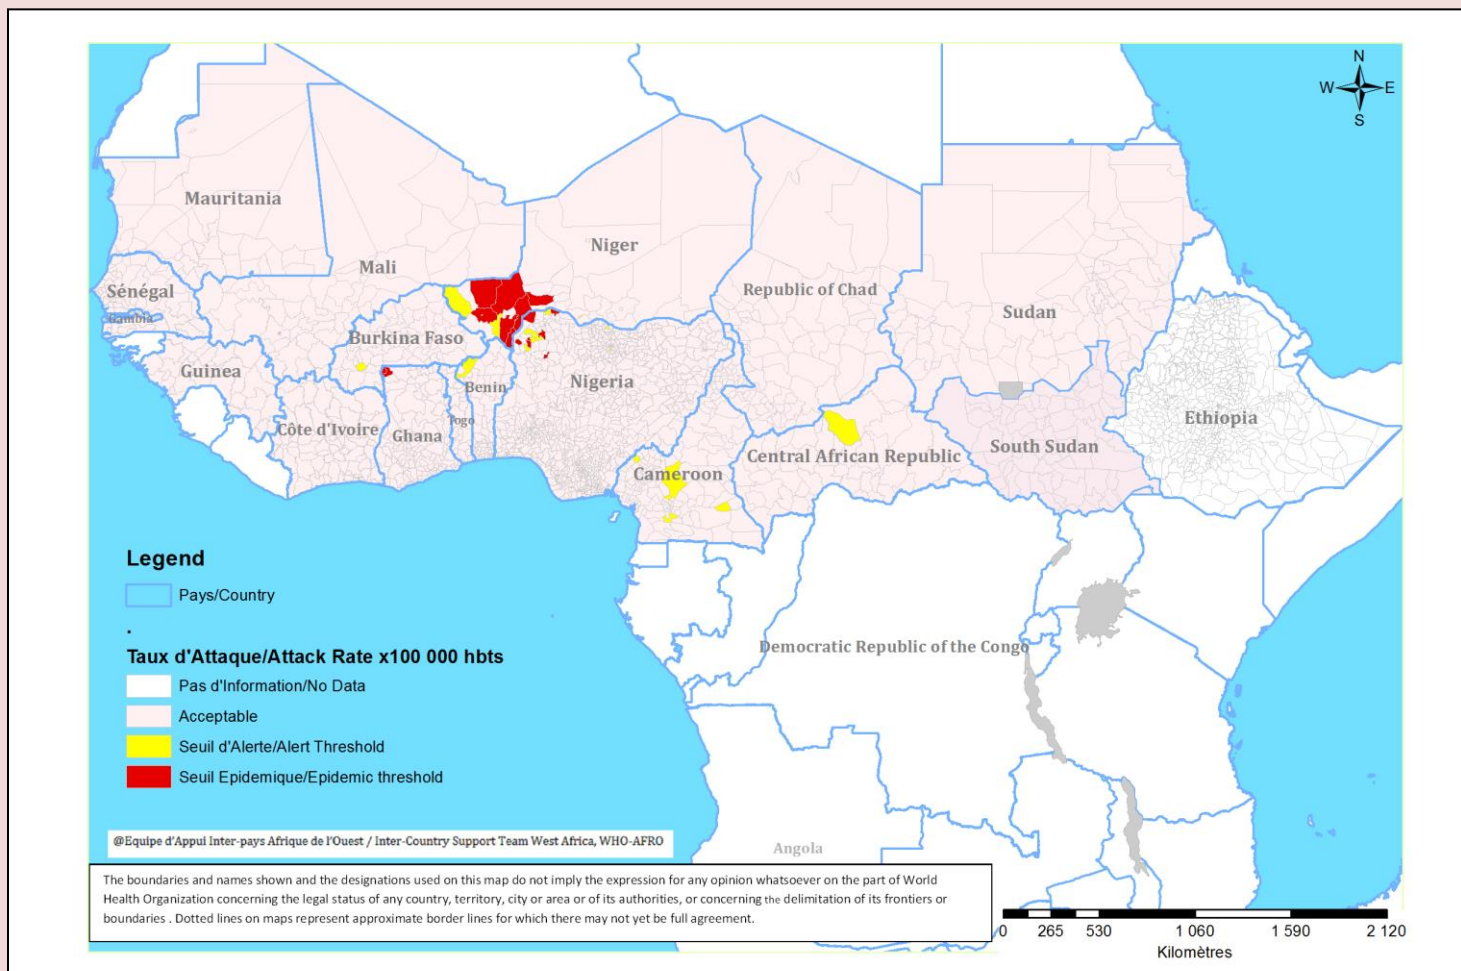 N
W E
S
Mauritania
Niger
Mali
Sénégal
Gambia
Republic of Chad
Sudan
Burkina Faso
Guinea
Benin
Nigeria
Togo
Côte d'Ivoire
Ghana
Ethiopia
South Sudan
Central African Republic
Cameroon
Democratic Republic of the Congo
Angola
Legend
Pays/Country
.
Taux d'Attaque/Attack Rate x100 000 hbts
Pas d'Information/No Data
Acceptable
Seuil d'Alerte/Alert Threshold
Seuil Epidemique/Epidemic threshold
@Equipe d'Appui Inter-pays Afrique de l'Ouest / Inter-Country Support Team West Africa, WHO-AFRO
The boundaries and names shown and the designations used on this map do not imply the expression for any opinion whatsoever on the part of World
Health Organization concerning the legal status of any country, territory, city or area or of its authorities, or concerning the delimitation of its frontiers or
boundaries . Dotted lines on maps represent approximate border lines for which there may not yet be full agreement.
0 265 530 1 060 1 590 2 120
Kilomètres